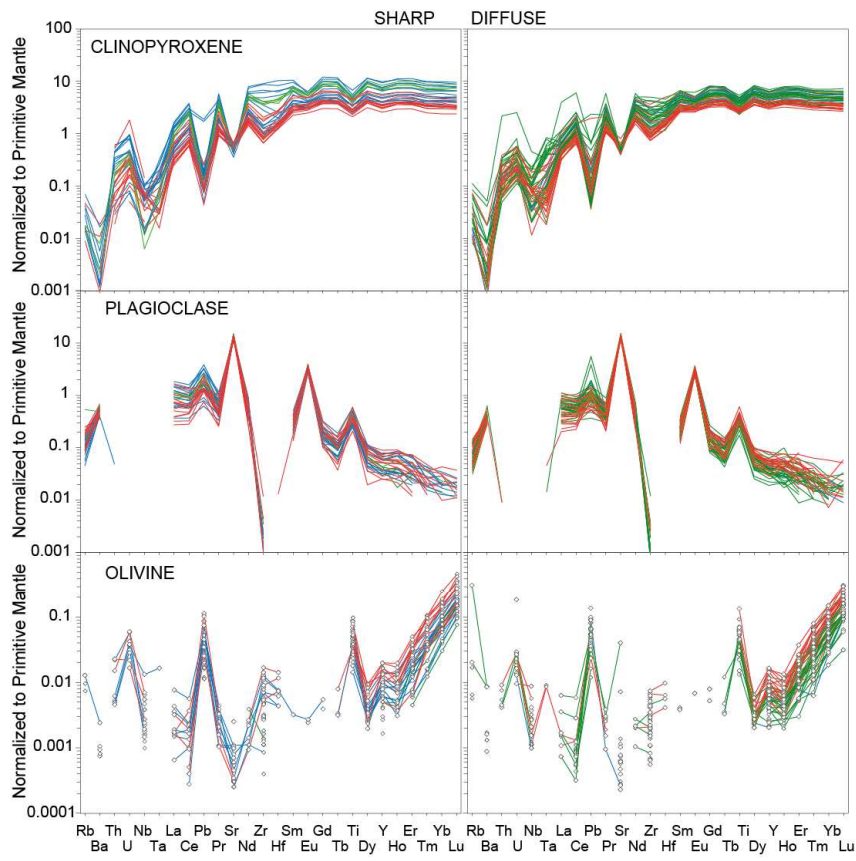 SHARP DIFFUSE
100
CLINOPYROXENE
10
1
0.1
0.01
0.001
Normalized to Primitive Mantle
PLAGIOCLASE
10
1
0.1
0.01
0.001
Normalized to Primitive Mantle
OLIVINE
0.1
0.01
0.001
0.0001
Normalized to Primitive Mantle
Rb Th Nb La Pb Sr Zr Sm Gd Ti Y Er Yb Rb Th Nb La Pb Sr Zr Sm Gd Ti Y Er Yb
Ba U Ta Ce Pr Nd Hf Eu Tb Dy Ho Tm Lu Ba U Ta Ce Pr Nd Hf Eu Tb Dy Ho Tm Lu